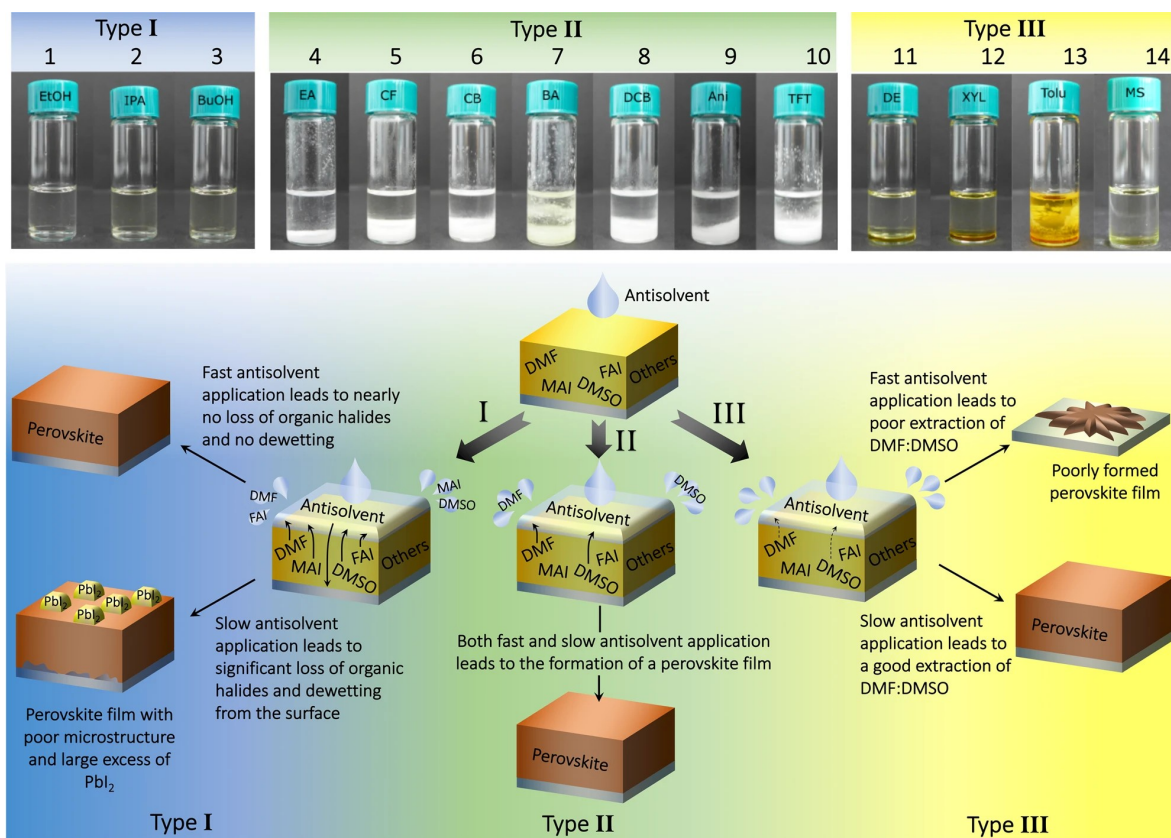 Type I
Type II
Type III
1 2 3
4 5 6 7 8 9 10
11 12 13 14
EtOH IPA BuOH
EA CF CB BA DCB Ani TFT
DE XYL Tolu MS
Antisolvent
DMF FAI Others
MAI DMSO
I
II
III
Fast antisolvent
application leads to nearly
no loss of organic halides
and no dewetting
Perovskite
DMF
FAI
MAI
DMSO
Antisolvent
DMF FAI Others
MAI DMSO
PbI₂ PbI₂ PbI₂
PbI₂ PbI₂
Slow antisolvent
application leads to
significant loss of organic
halides and dewetting
from the surface
Perovskite film with
poor microstructure
and large excess of
PbI₂
DMF
DMSO
Antisolvent
DMF FAI Others
MAI DMSO
Both fast and slow antisolvent application
leads to the formation of a perovskite film
Perovskite
Fast antisolvent
application leads to
poor extraction of
DMF:DMSO
Poorly formed
perovskite film
Antisolvent
DMF FAI Others
MAI DMSO
Slow antisolvent
application leads to
a good extraction of
DMF:DMSO
Perovskite
Type I
Type II
Type III